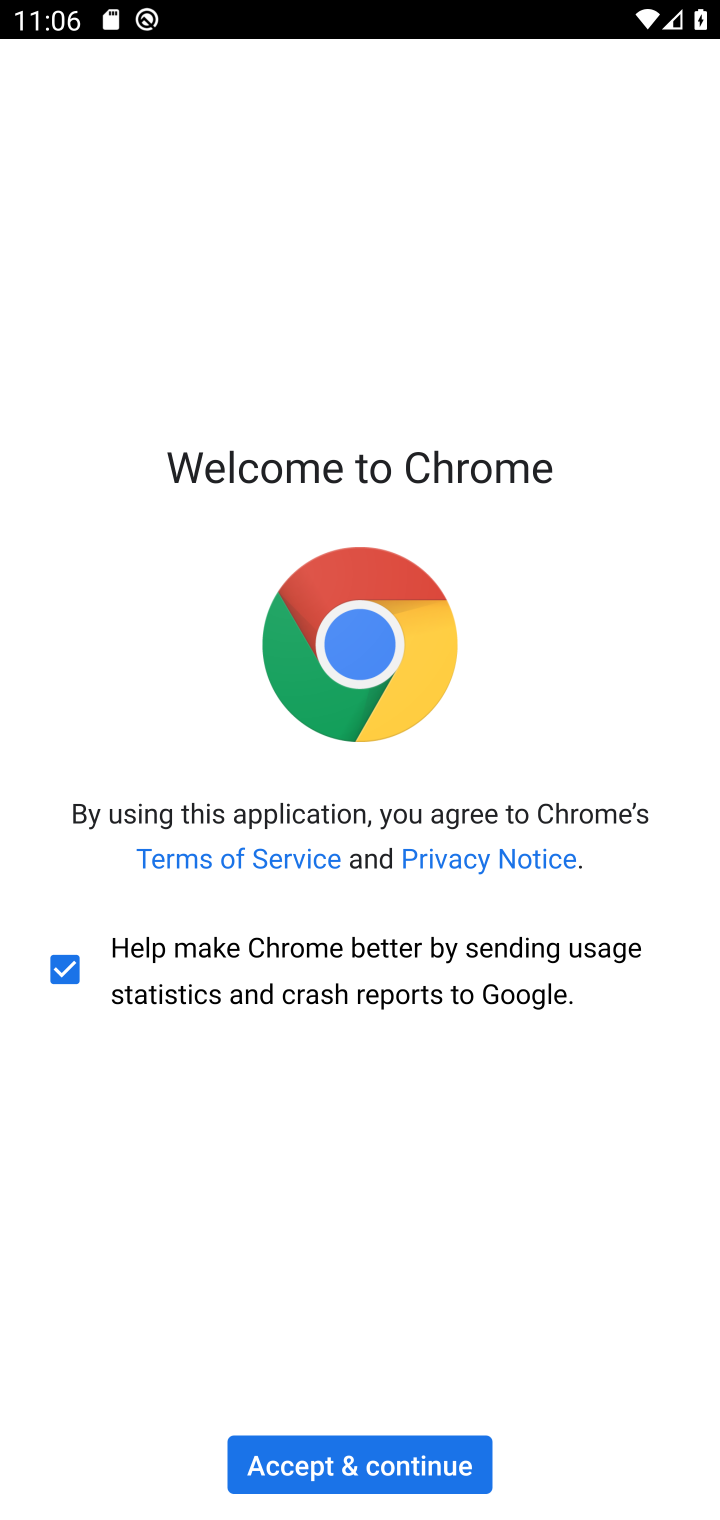 11:06
Welcome to Chrome
By using this application, you agree to Chrome’s
Terms of Service and Privacy Notice.
Help make Chrome better by sending usage
statistics and crash reports to Google.
Accept & continue